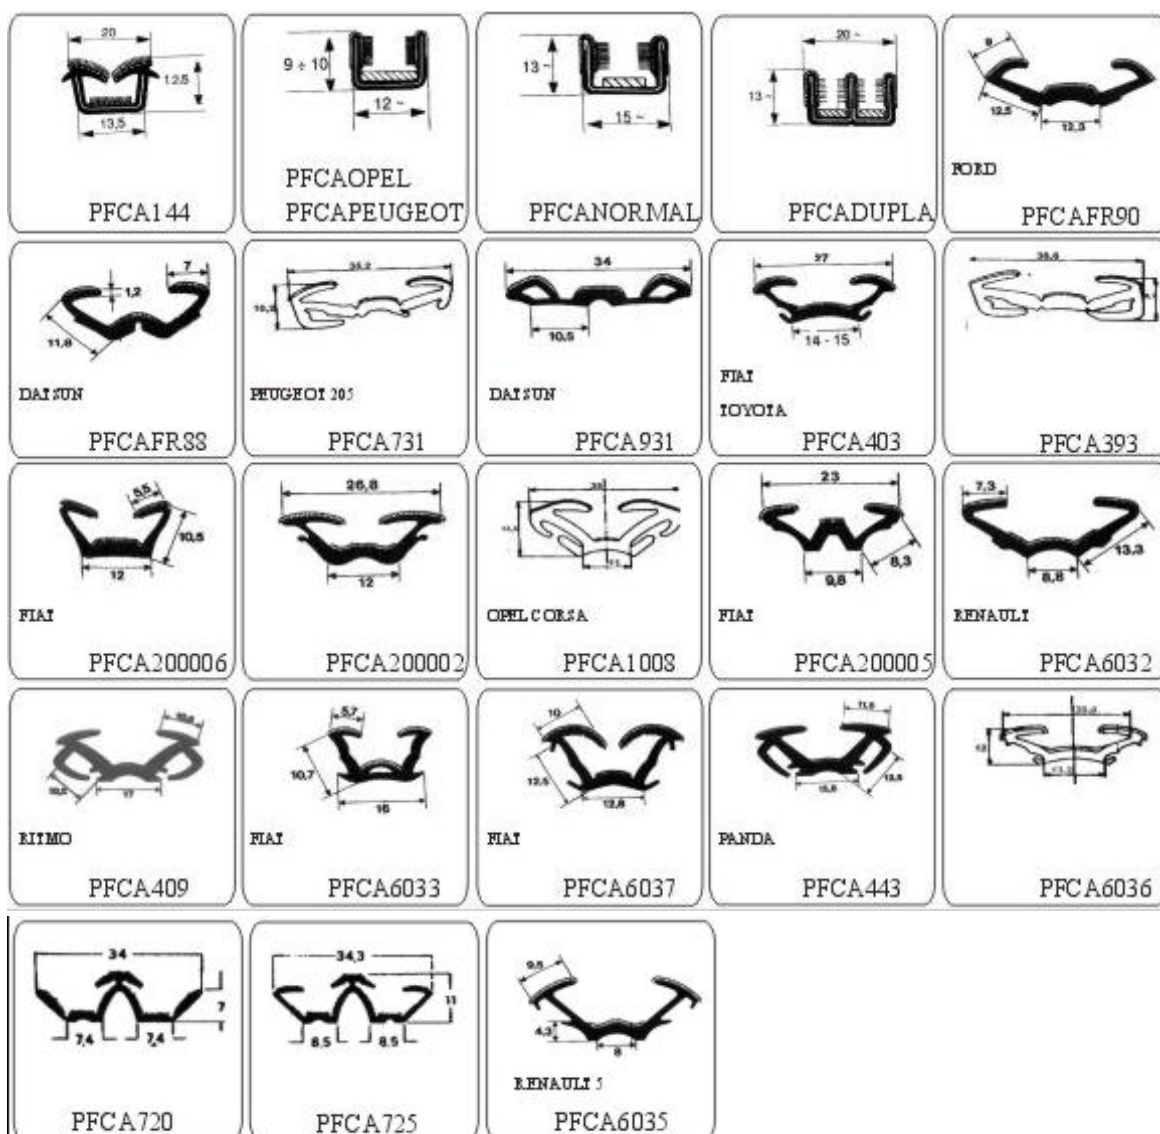 20
12,5
13,5
PFCA144
9 ÷ 10
12 ~
PFCAOPEL
PFCAPEUGEOT
13 ~
15 ~
PFCANORMAL
20 ~
13 ~
PFCADUPLA
9
12,5
12,3
FORD
PFCAFR90
7
1,2
11,8
DATSUN
PFCAFR88
PEUGEOT 205
PFCA731
34
10,5
DATSUN
PFCA931
27
14 - 15
FIAT
TOYOTA
PFCA403
PFCA393
5,5
10,5
12
FIAT
PFCA200006
26,8
12
PFCA200002
OPEL CORSA
PFCA1008
23
8,3
9,8
FIAT
PFCA200005
7,3
13,3
8,8
RENAULT
PFCA6032
17
RITMO
PFCA409
5,7
10,7
16
FIAT
PFCA6033
10
12,5
12,8
FIAT
PFCA6037
11,8
PANDA
PFCA443
12
PFCA6036
34
7
7,4
7,4
PFCA720
34,3
11
8,5
8,5
PFCA725
9,5
4,3
8
RENAULT 5
PFCA6035